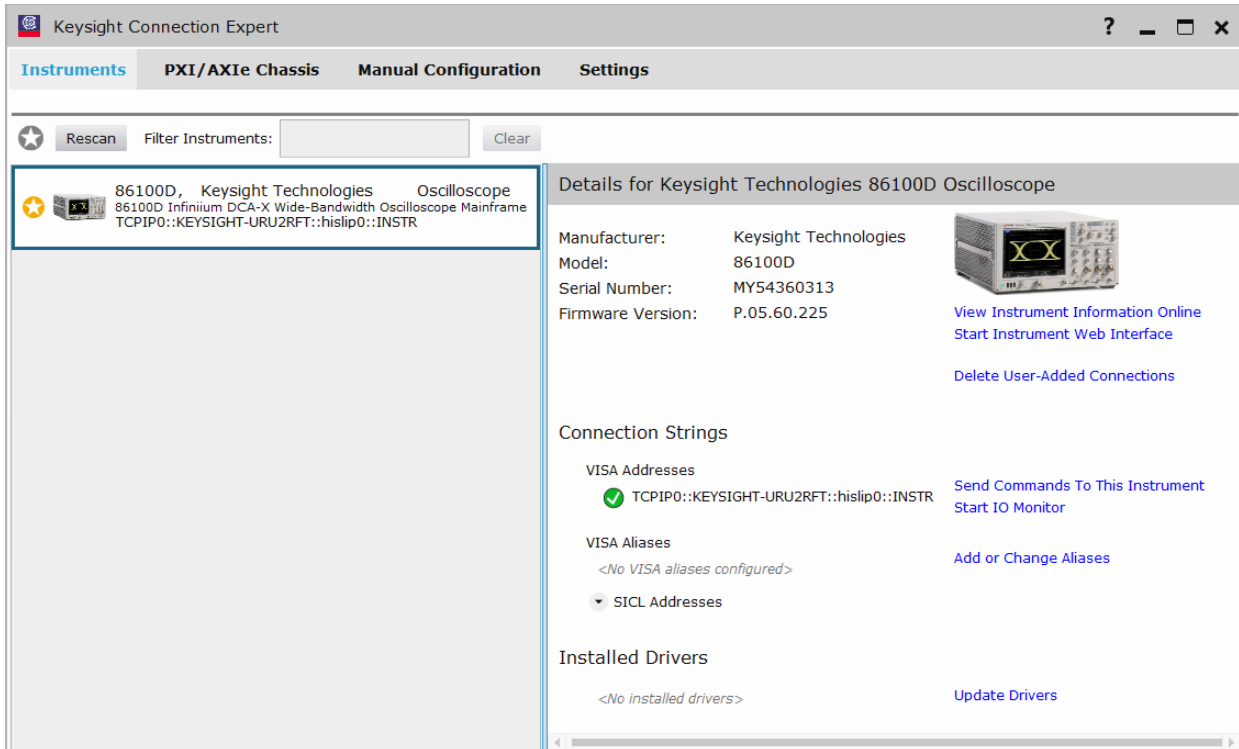 Keysight Connection Expert
?
Instruments PXI/AXIe Chassis Manual Configuration Settings
Rescan Filter Instruments: Clear
86100D, Keysight Technologies Oscilloscope
86100D Infiniium DCA-X Wide-Bandwidth Oscilloscope Mainframe
TCPIP0::KEYSIGHT-URU2RFT::hislip0::INSTR
Details for Keysight Technologies 86100D Oscilloscope
Manufacturer: Keysight Technologies
Model: 86100D
Serial Number: MY54360313
Firmware Version: P.05.60.225
View Instrument Information Online
Start Instrument Web Interface
Delete User-Added Connections
Connection Strings
VISA Addresses
TCPIP0::KEYSIGHT-URU2RFT::hislip0::INSTR
Send Commands To This Instrument
Start IO Monitor
VISA Aliases
<No VISA aliases configured>
Add or Change Aliases
SICL Addresses
Installed Drivers
<No installed drivers>
Update Drivers